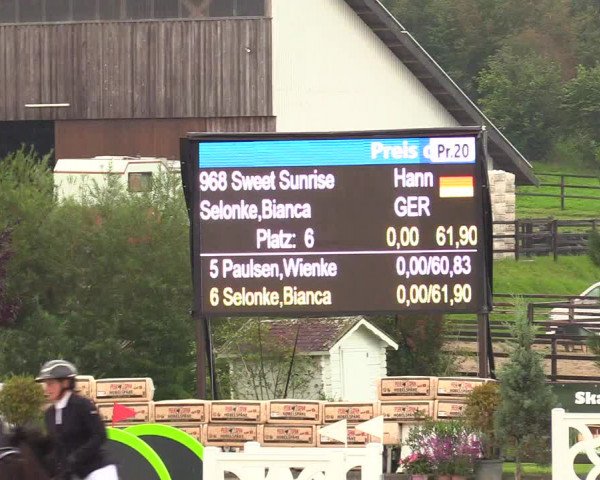 Preis d Pr.20
968 Sweet Sunrise Hann
Selonke,Bianca GER
Platz: 6 0,00 61,90
5 Paulsen,Wienke 0,00/60,83
6 Selonke,Bianca 0,00/61,90
Ska